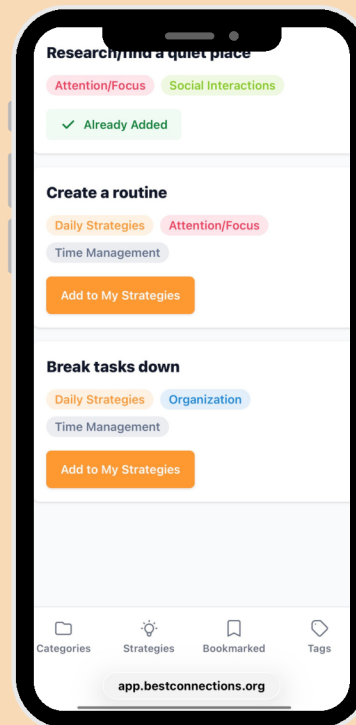 Research/find a quiet place
Attention/Focus Social Interactions
Already Added
Create a routine
Daily Strategies Attention/Focus
Time Management
Add to My Strategies
Break tasks down
Daily Strategies Organization
Time Management
Add to My Strategies
Categories Strategies Bookmarked Tags
app.bestconnections.org